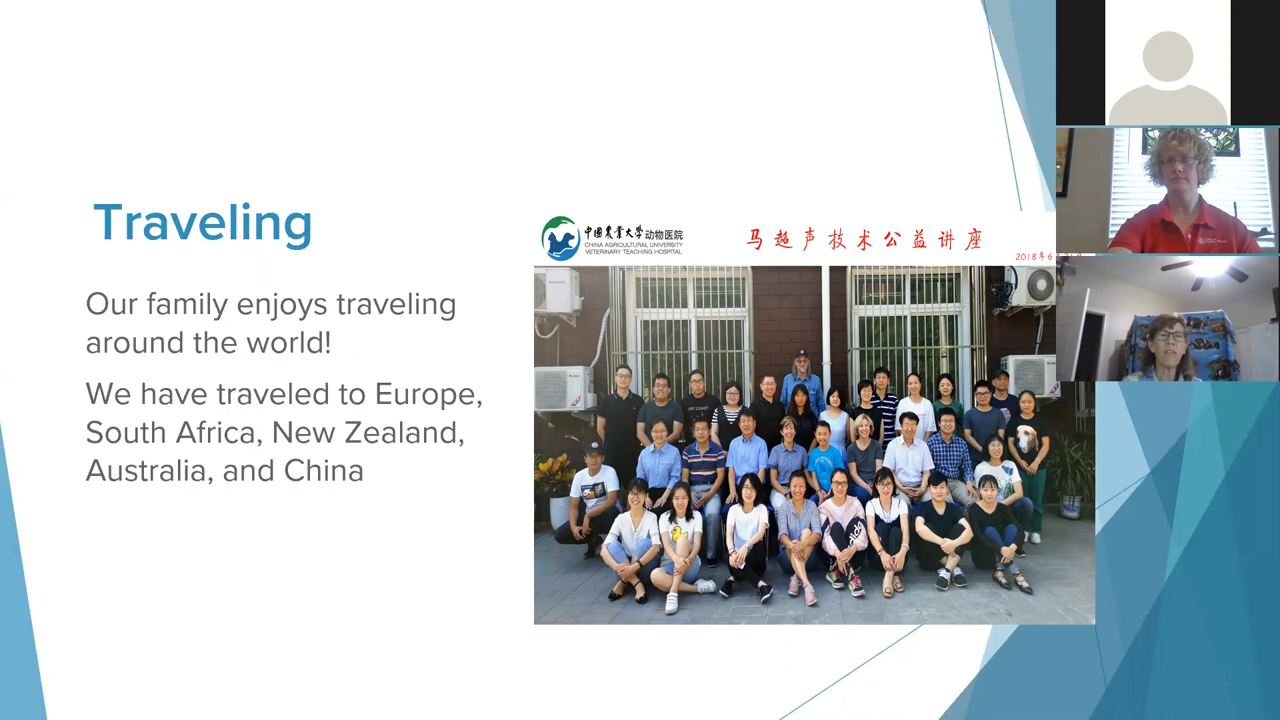 Traveling
Our family enjoys traveling
around the world!
We have traveled to Europe,
South Africa, New Zealand,
Australia, and China
中国农业大学动物医院
CHINA AGRICULTURAL UNIVERSITY
VETERINARY TEACHING HOSPITAL
马超声技术公益讲座
2018年6